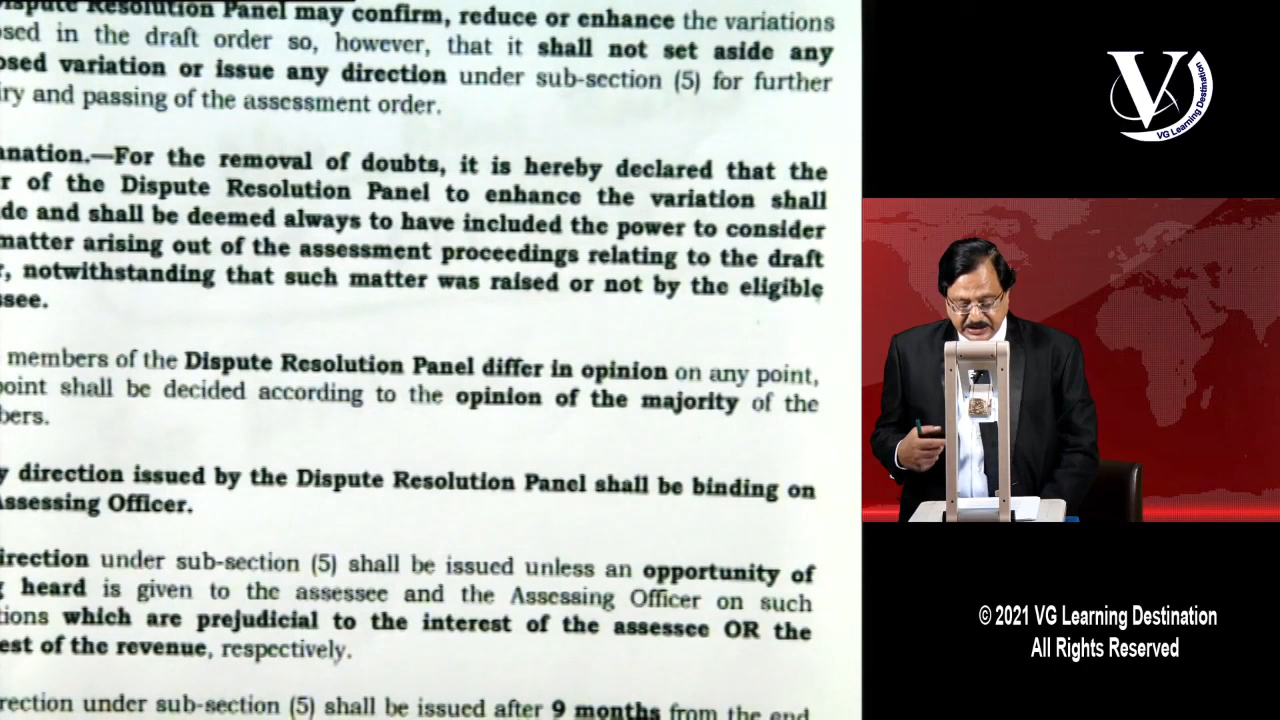 Dispute Resolution Panel may confirm, reduce or enhance the variations
osed in the draft order so, however, that it shall not set aside any
osed variation or issue any direction under sub-section (5) for further
iry and passing of the assessment order.
anation.—For the removal of doubts, it is hereby declared that the
r of the Dispute Resolution Panel to enhance the variation shall
de and shall be deemed always to have included the power to consider
matter arising out of the assessment proceedings relating to the draft
r, notwithstanding that such matter was raised or not by the eligible
ssee.
members of the Dispute Resolution Panel differ in opinion on any point,
point shall be decided according to the opinion of the majority of the
bers.
y direction issued by the Dispute Resolution Panel shall be binding on
Assessing Officer.
irection under sub-section (5) shall be issued unless an opportunity of
g heard is given to the assessee and the Assessing Officer on such
tions which are prejudicial to the interest of the assessee OR the
est of the revenue, respectively.
rection under sub-section (5) shall be issued after 9 months from the end
V
VG Learning Destination
© 2021 VG Learning Destination
All Rights Reserved